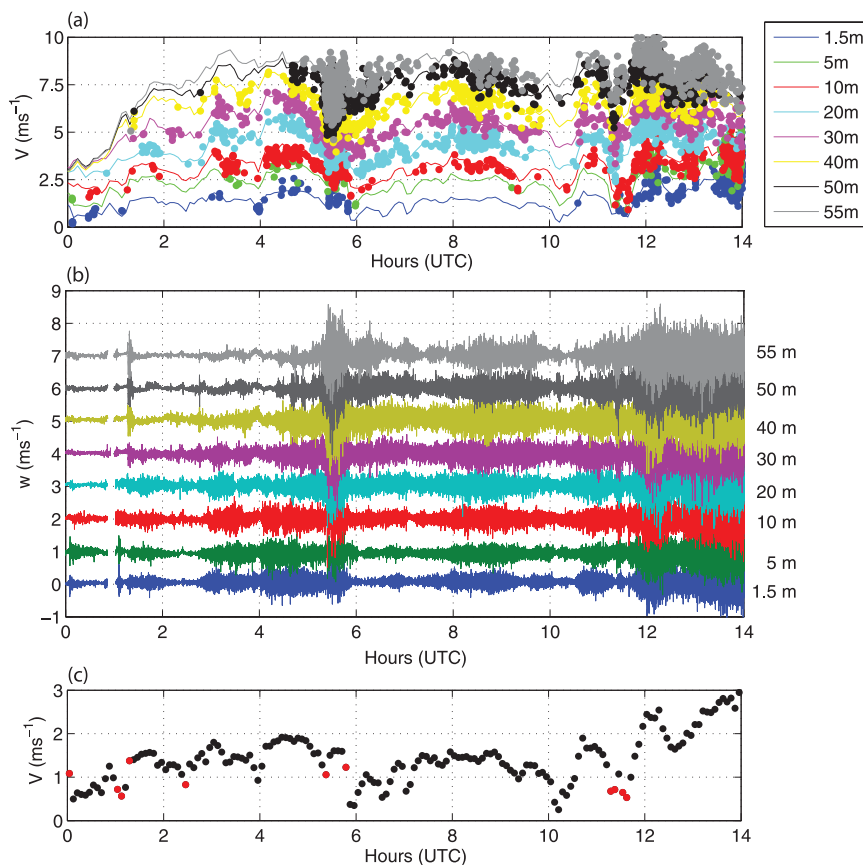 (a)
10
7.5
5
2.5
0
V (ms⁻¹)
0 2 4 6 8 10 12 14
Hours (UTC)
1.5m
5m
10m
20m
30m
40m
50m
55m
(b)
9
8
7
6
5
4
3
2
1
0
−1
w (ms⁻¹)
55 m
50 m
40 m
30 m
20 m
10 m
5 m
1.5 m
0 2 4 6 8 10 12 14
Hours (UTC)
(c)
3
2
1
0
V (ms⁻¹)
0 2 4 6 8 10 12 14
Hours (UTC)